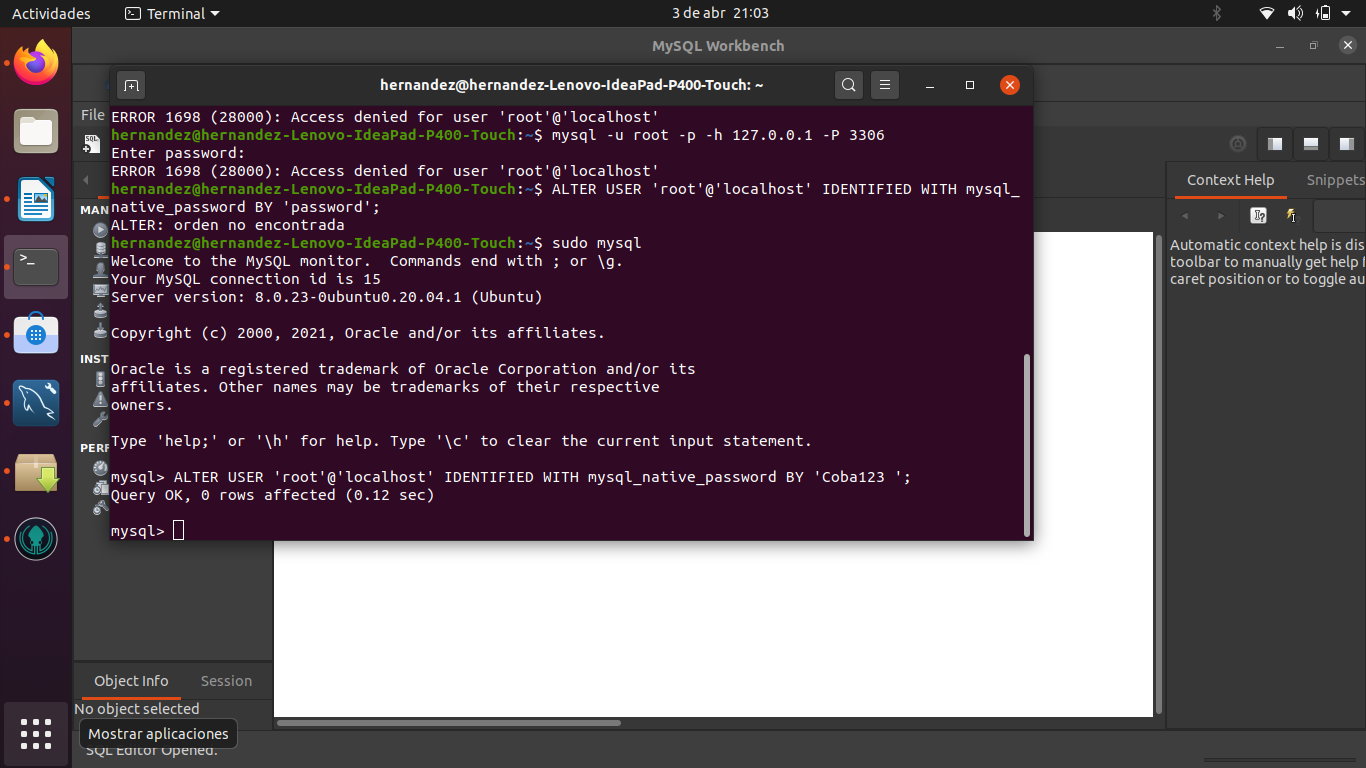 Actividades
Terminal
3 de abr 21:03
MySQL Workbench
hernandez@hernandez-Lenovo-IdeaPad-P400-Touch: ~
File
SQL
ERROR 1698 (28000): Access denied for user 'root'@'localhost'
hernandez@hernandez-Lenovo-IdeaPad-P400-Touch:~$ mysql -u root -p -h 127.0.0.1 -P 3306
Enter password:
ERROR 1698 (28000): Access denied for user 'root'@'localhost'
hernandez@hernandez-Lenovo-IdeaPad-P400-Touch:~$ ALTER USER 'root'@'localhost' IDENTIFIED WITH mysql_
native_password BY 'password';
ALTER: orden no encontrada
hernandez@hernandez-Lenovo-IdeaPad-P400-Touch:~$ sudo mysql
Welcome to the MySQL monitor.  Commands end with ; or \g.
Your MySQL connection id is 15
Server version: 8.0.23-0ubuntu0.20.04.1 (Ubuntu)
Copyright (c) 2000, 2021, Oracle and/or its affiliates.
Oracle is a registered trademark of Oracle Corporation and/or its
affiliates. Other names may be trademarks of their respective
owners.
Type 'help;' or '\h' for help. Type '\c' to clear the current input statement.
mysql> ALTER USER 'root'@'localhost' IDENTIFIED WITH mysql_native_password BY 'Coba123 ';
Query OK, 0 rows affected (0.12 sec)
mysql>
MAN
INST
PERF
Context Help
Snippets
Automatic context help is dis
toolbar to manually get help f
caret position or to toggle au
Object Info
Session
No object selected
Mostrar aplicaciones
SQL Editor Opened.